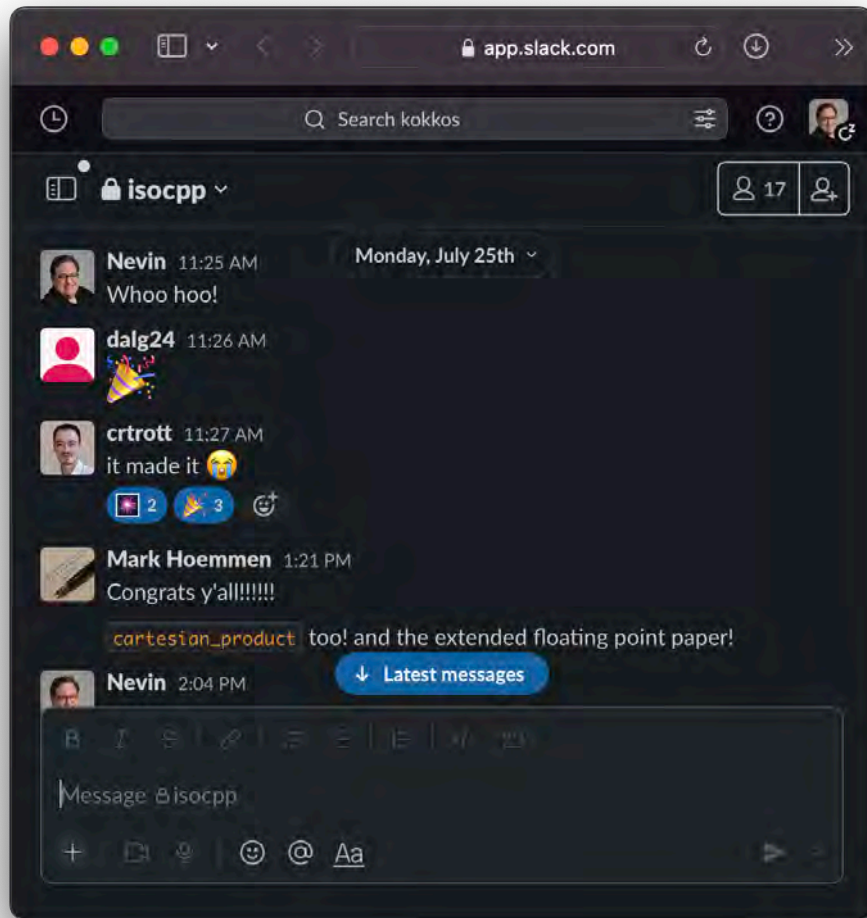 app.slack.com
Search kokkos
isocpp
17
Monday, July 25th
Nevin 11:25 AM
Whoo hoo!
dalg24 11:26 AM
crtrott 11:27 AM
it made it
2 3
Mark Hoemmen 1:21 PM
Congrats y'all!!!!!!
cartesian_product too! and the extended floating point paper!
Nevin 2:04 PM
Latest messages
B I S
Message isocpp
Aa